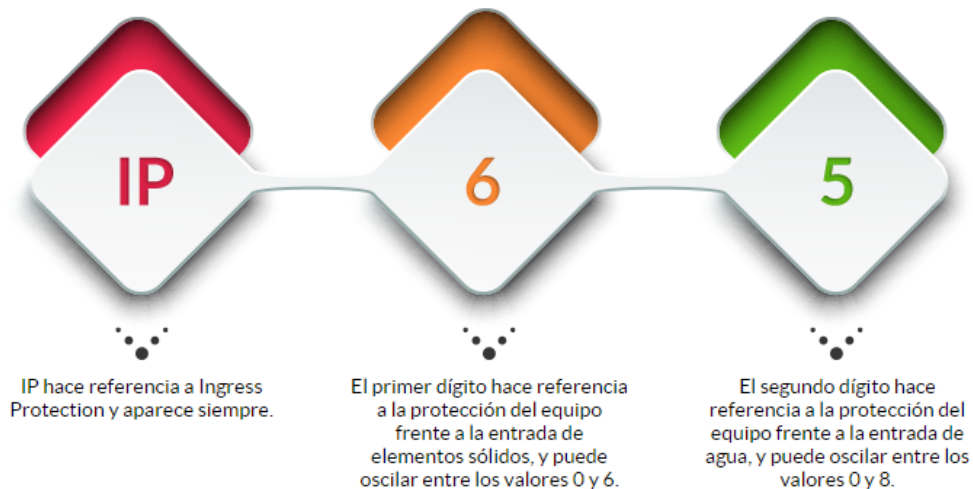 IP
6
5
IP hace referencia a Ingress
Protection y aparece siempre.
El primer dígito hace referencia
a la protección del equipo
frente a la entrada de
elementos sólidos, y puede
oscilar entre los valores 0 y 6.
El segundo dígito hace
referencia a la protección del
equipo frente a la entrada de
agua, y puede oscilar entre los
valores 0 y 8.